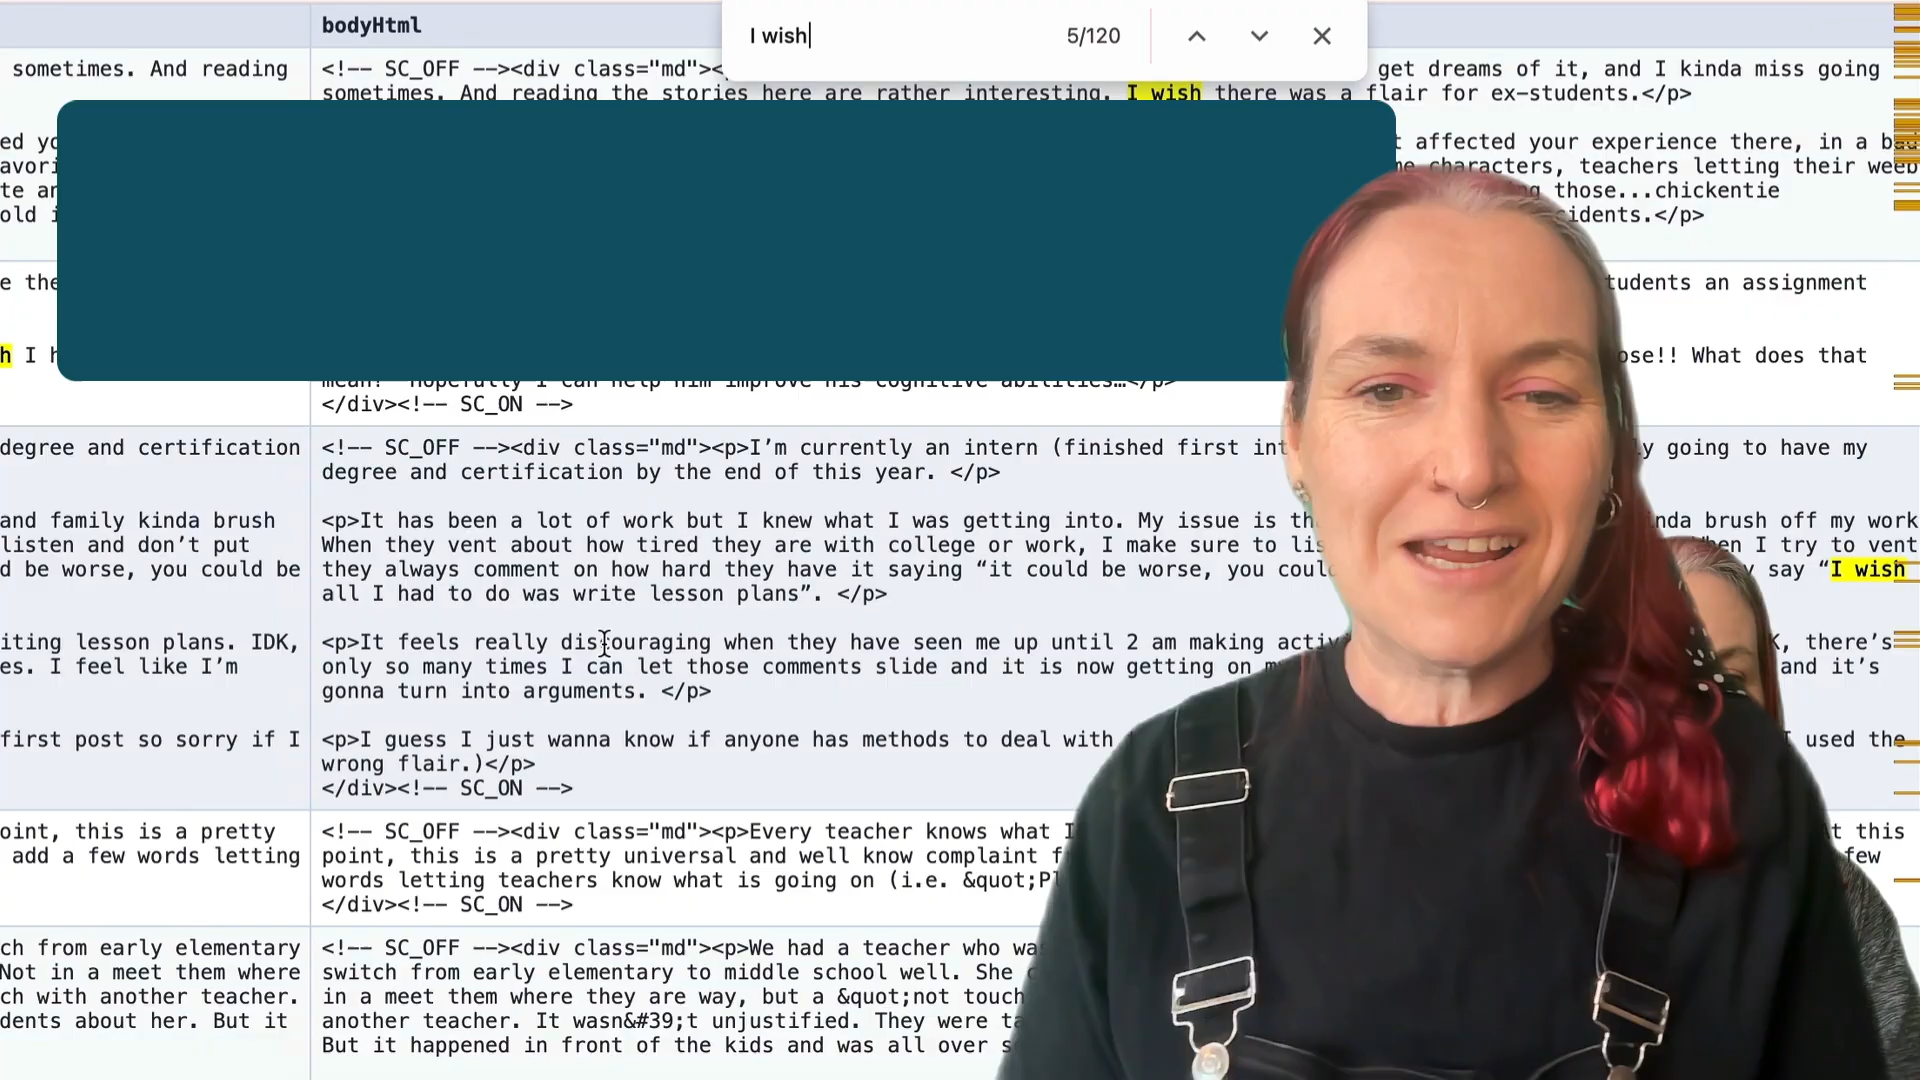 bodyHtml
I wish
5/120
sometimes. And reading
<!-- SC_OFF --><div class="md"><
get dreams of it, and I kinda miss going
sometimes. And reading the stories here are rather interesting. I wish there was a flair for ex-students.</p>
ed
affected your experience there, in a
characters, teachers letting their weeb
te
those...chickentie
old
</p>
e the
tudents an assignment
h I
!! What does that
mean!" Hopefully I can help him improve his cognitive abilities…</p>
</div><!-- SC_ON -->
degree and certification
<!-- SC_OFF --><div class="md"><p>I’m currently an intern (finished first
going to have my
degree and certification by the end of this year. </p>
and family kinda brush
<p>It has been a lot of work but I knew what I was getting into. My issue is
brush off my work
listen and don’t put
When they vent about how tired they are with college or work, I make sure to
when I try to vent
d be worse, you could be
they always comment on how hard they have it saying “it could be worse, you
say “I wish
all I had to do was write lesson plans”. </p>
iting lesson plans. IDK,
<p>It feels really discouraging when they have seen me up until 2 am making
, there’s
es. I feel like I’m
only so many times I can let those comments slide and it is now getting on
and it’s
gonna turn into arguments. </p>
first post so sorry if I
<p>I guess I just wanna know if anyone has methods to deal with
I used the
wrong flair.)</p>
</div><!-- SC_ON -->
oint, this is a pretty
<!-- SC_OFF --><div class="md"><p>Every teacher knows what I
At this
add a few words letting
point, this is a pretty universal and well know complaint
few
words letting teachers know what is going on (i.e. &quot;Pl
</div><!-- SC_ON -->
ch from early elementary
<!-- SC_OFF --><div class="md"><p>We had a teacher who
Not in a meet them where
switch from early elementary to middle school well. She
ch with another teacher.
in a meet them where they are way, but a &quot;not touch
dents about her. But it
another teacher. It wasn&#39;t unjustified. They were
But it happened in front of the kids and was all over